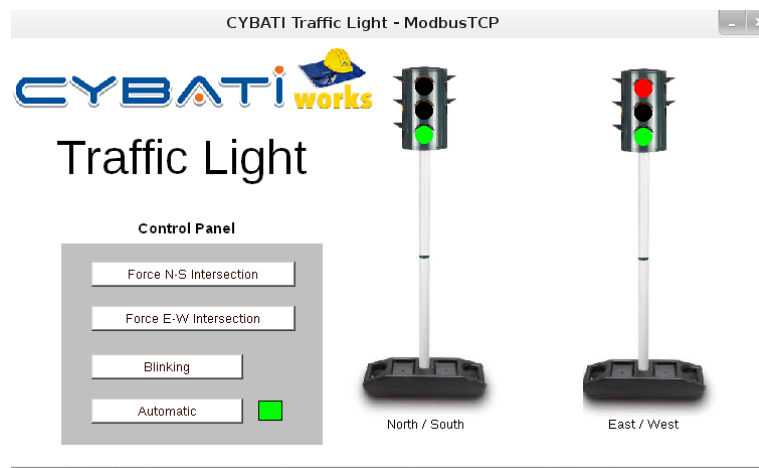 CYBATI Traffic Light - ModbusTCP
CYBATI works
Traffic Light
Control Panel
Force N-S Intersection
Force E-W Intersection
Blinking
Automatic
North / South
East / West